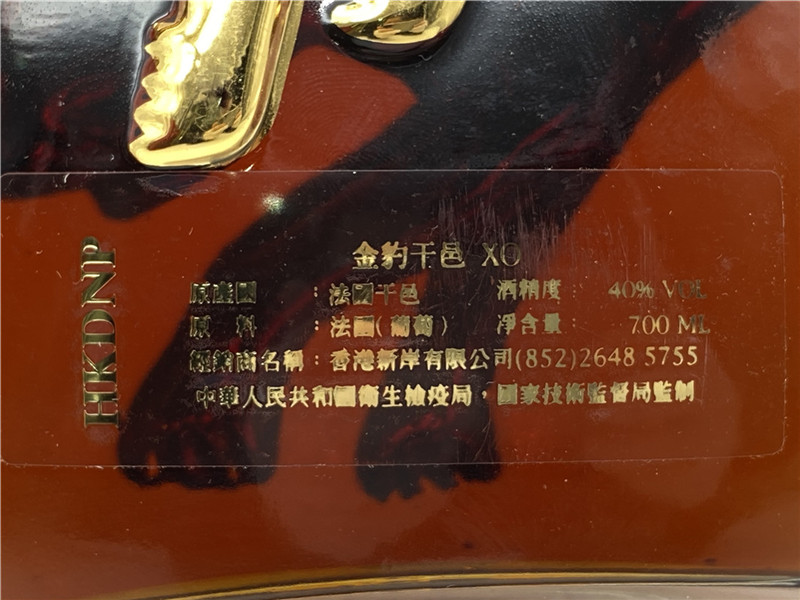 HKDNP
金豹干邑 XO
原產國 : 法國干邑 酒精度 : 40% VOL
原 料 : 法國(葡萄) 淨含量 : 700 ML
經銷商名稱 : 香港新岸有限公司(852)2648 5755
中華人民共和國衛生檢疫局，國家技術監督局監制